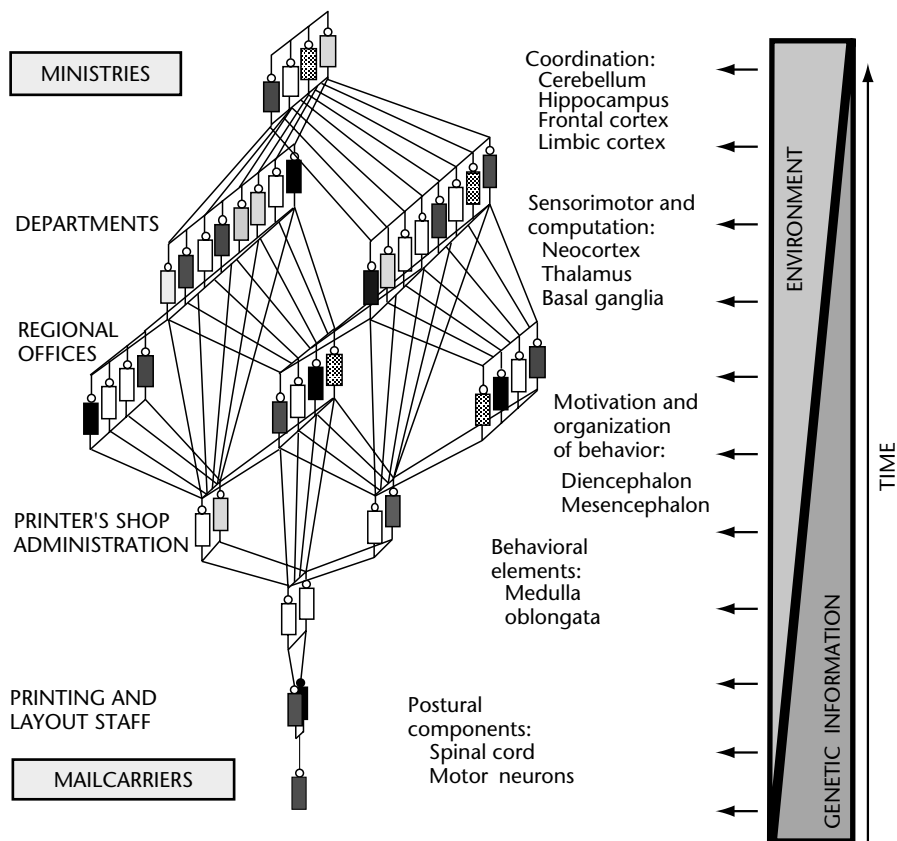 MINISTRIES
DEPARTMENTS
REGIONAL
OFFICES
PRINTER'S SHOP
ADMINISTRATION
PRINTING AND
LAYOUT STAFF
MAILCARRIERS
Coordination:
Cerebellum
Hippocampus
Frontal cortex
Limbic cortex
Sensorimotor and
computation:
Neocortex
Thalamus
Basal ganglia
Motivation and
organization
of behavior:
Diencephalon
Mesencephalon
Behavioral
elements:
Medulla
oblongata
Postural
components:
Spinal cord
Motor neurons
ENVIRONMENT
GENETIC INFORMATION
TIME